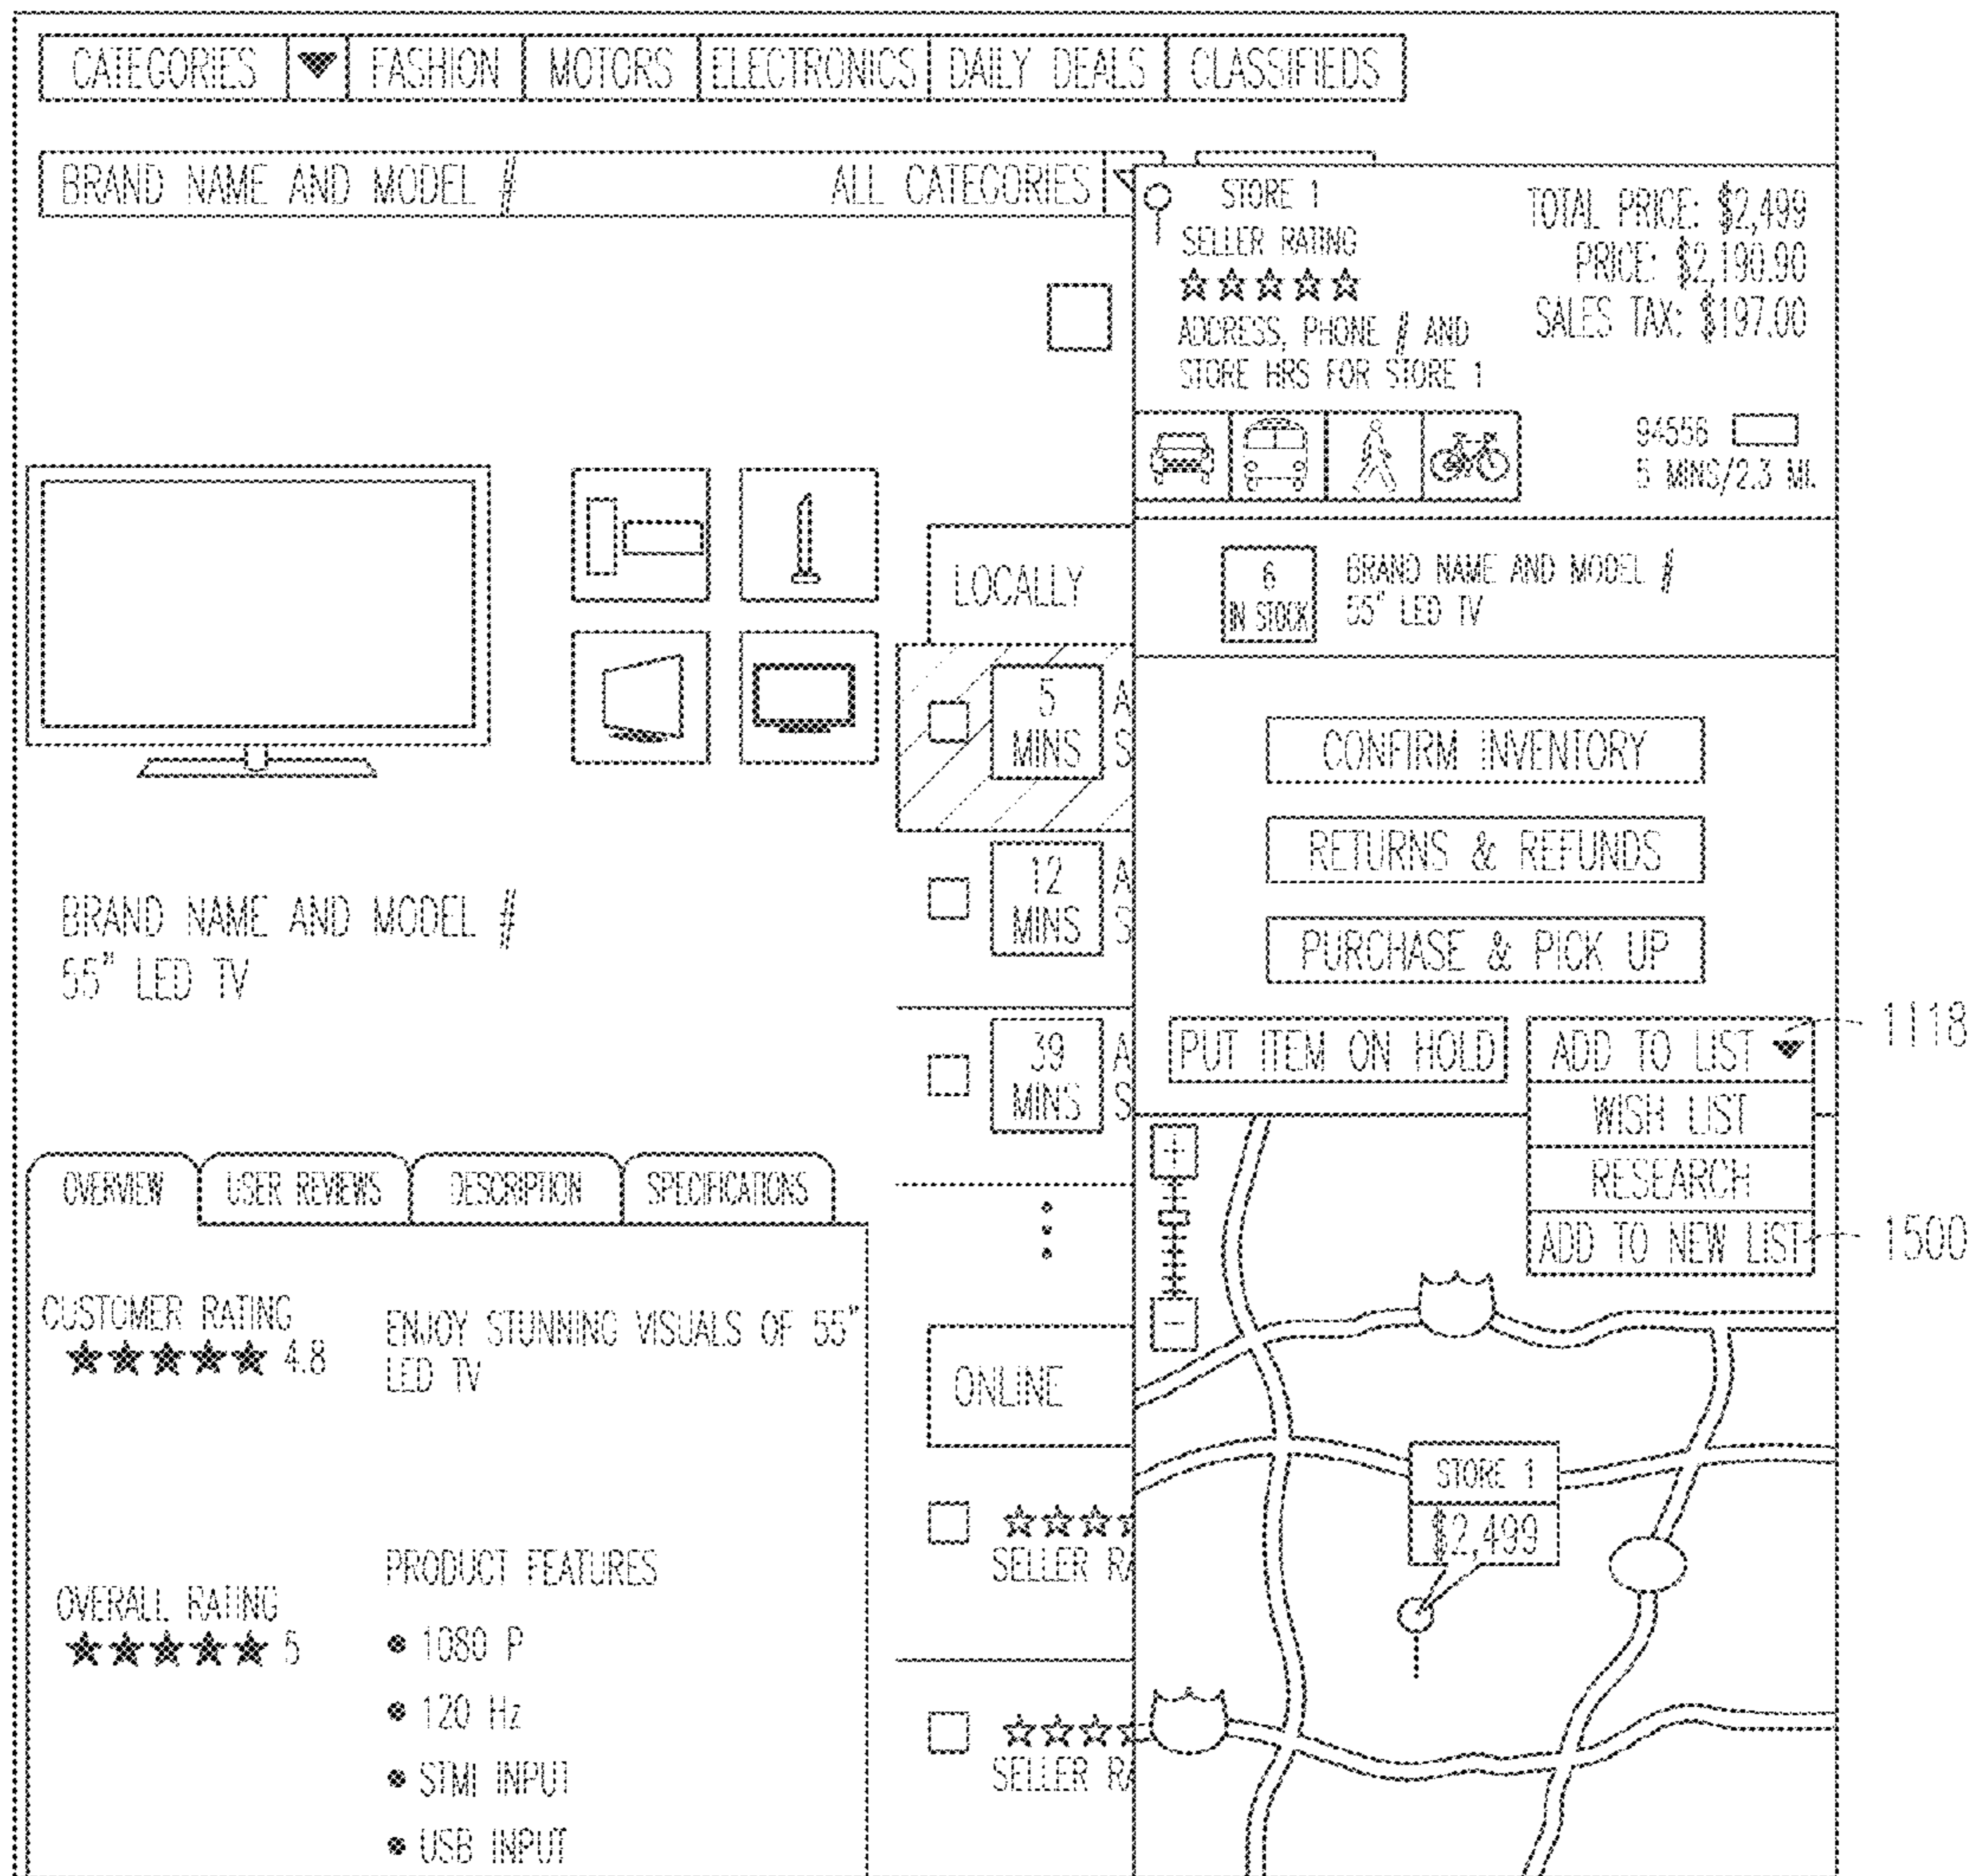 CATEGORIES FASHION MOTORS ELECTRONICS DAILY DEALS CLASSIFIEDS
BRAND NAME AND MODEL # ALL CATEGORIES
STORE 1
SELLER RATING
ADDRESS, PHONE # AND
STORE HRS FOR STORE 1
TOTAL PRICE: $2,499
PRICE: $2,190.90
SALES TAX: $197.00
94556
5 MINS/2.3 MI.
6
IN STOCK
BRAND NAME AND MODEL #
55" LED TV
CONFIRM INVENTORY
RETURNS & REFUNDS
PURCHASE & PICK UP
PUT ITEM ON HOLD
ADD TO LIST
1118
WISH LIST
RESEARCH
ADD TO NEW LIST
1500
LOCALLY
5
MINS
A
S
12
MINS
A
S
39
MINS
A
S
ONLINE
SELLER RA
SELLER RA
+
-
STORE 1
$2,499
BRAND NAME AND MODEL #
55" LED TV
OVERVIEW USER REVIEWS DESCRIPTION SPECIFICATIONS
CUSTOMER RATING
4.8
ENJOY STUNNING VISUALS OF 55"
LED TV
OVERALL RATING
5
PRODUCT FEATURES
• 1080 P
• 120 Hz
• STMI INPUT
• USB INPUT